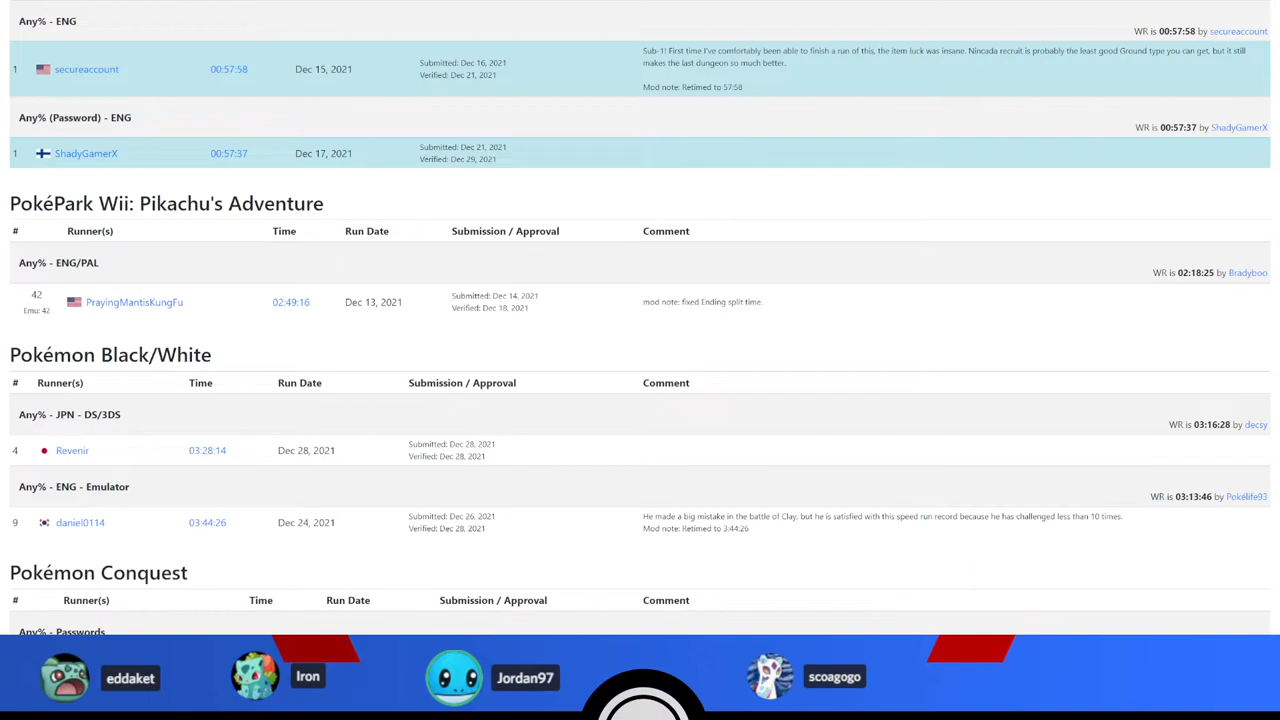 Any% - ENG
WR is 00:57:58 by secureaccount
1 secureaccount 00:57:58 Dec 15, 2021 Submitted: Dec 16, 2021 Verified: Dec 21, 2021
Sub-1! First time I've comfortably been able to finish a run of this, the item luck was insane. Nincada recruit is probably the least good Ground type you can get, but it still
makes the last dungeon so much better.
Mod note: Retimed to 57:58
Any% (Password) - ENG
WR is 00:57:37 by ShadyGamerX
1 ShadyGamerX 00:57:37 Dec 17, 2021 Submitted: Dec 21, 2021
Verified: Dec 29, 2021
PokéPark Wii: Pikachu's Adventure
# Runner(s) Time Run Date Submission / Approval Comment
Any% - ENG/PAL
WR is 02:18:25 by Bradyboo
42 PrayingMantisKungFu 02:49:16 Dec 13, 2021 Submitted: Dec 14, 2021 mod note: fixed Ending split time.
Emu: 42 Verified: Dec 18, 2021
Pokémon Black/White
# Runner(s) Time Run Date Submission / Approval Comment
Any% - JPN - DS/3DS
WR is 03:16:28 by decsy
4 Revenir 03:28:14 Dec 28, 2021 Submitted: Dec 28, 2021
Verified: Dec 28, 2021
Any% - ENG - Emulator
WR is 03:13:46 by Pokélife93
9 daniel0114 03:44:26 Dec 24, 2021 Submitted: Dec 26, 2021 He made a big mistake in the battle of Clay, but he is satisfied with this speed run record because he has challenged less than 10 times.
Verified: Dec 28, 2021 Mod note: Retimed to 3:44:26
Pokémon Conquest
# Runner(s) Time Run Date Submission / Approval Comment
Any% - Passwords
eddaket Iron Jordan97 scoagogo